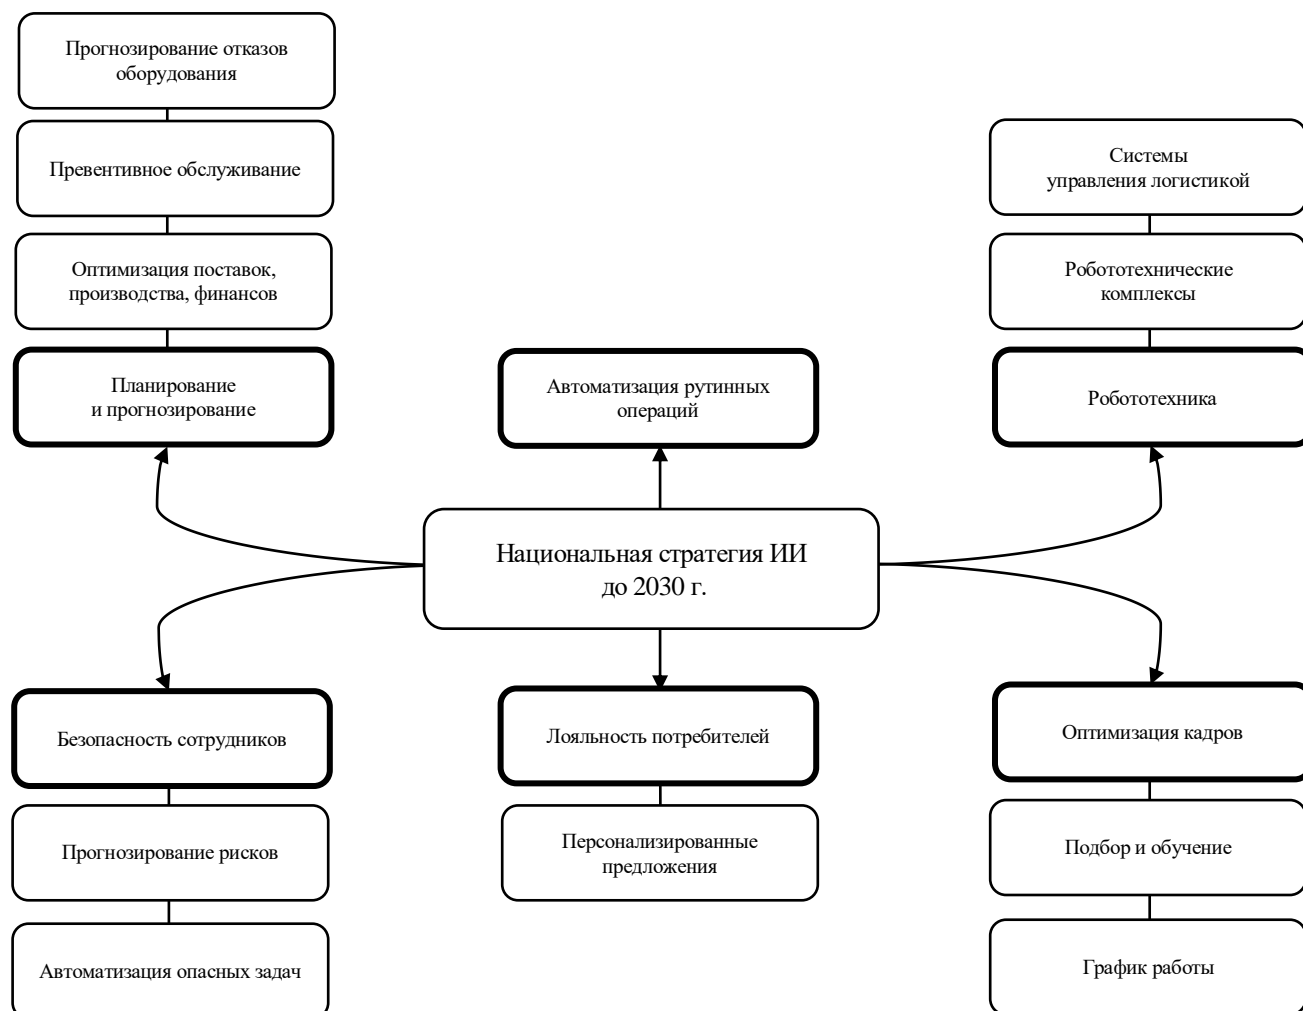 Прогнозирование отказов
оборудования
Превентивное обслуживание
Оптимизация поставок,
производства, финансов
Планирование
и прогнозирование
Автоматизация рутинных
операций
Системы
управления логистикой
Робототехнические
комплексы
Робототехника
Национальная стратегия ИИ
до 2030 г.
Безопасность сотрудников
Прогнозирование рисков
Автоматизация опасных задач
Лояльность потребителей
Персонализированные
предложения
Оптимизация кадров
Подбор и обучение
График работы